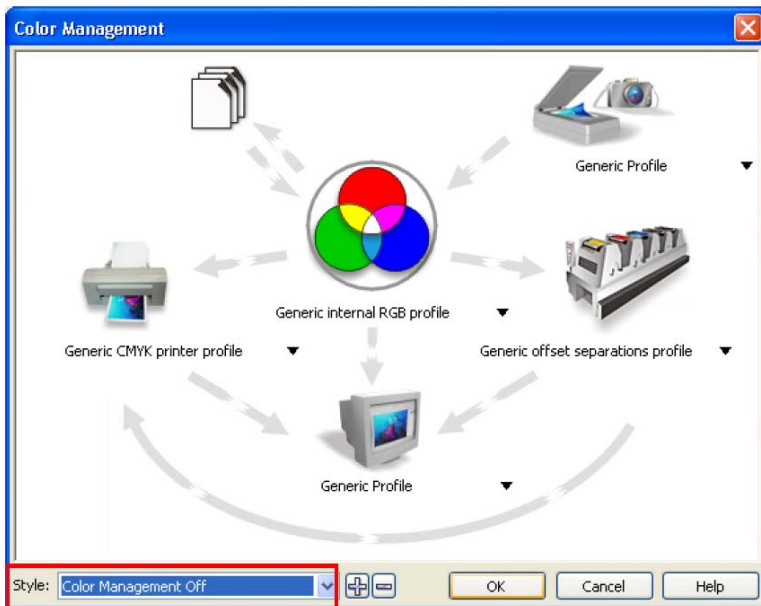 Color Management
Generic Profile
Generic internal RGB profile
Generic CMYK printer profile
Generic offset separations profile
Generic Profile
Style: Color Management Off
OK Cancel Help